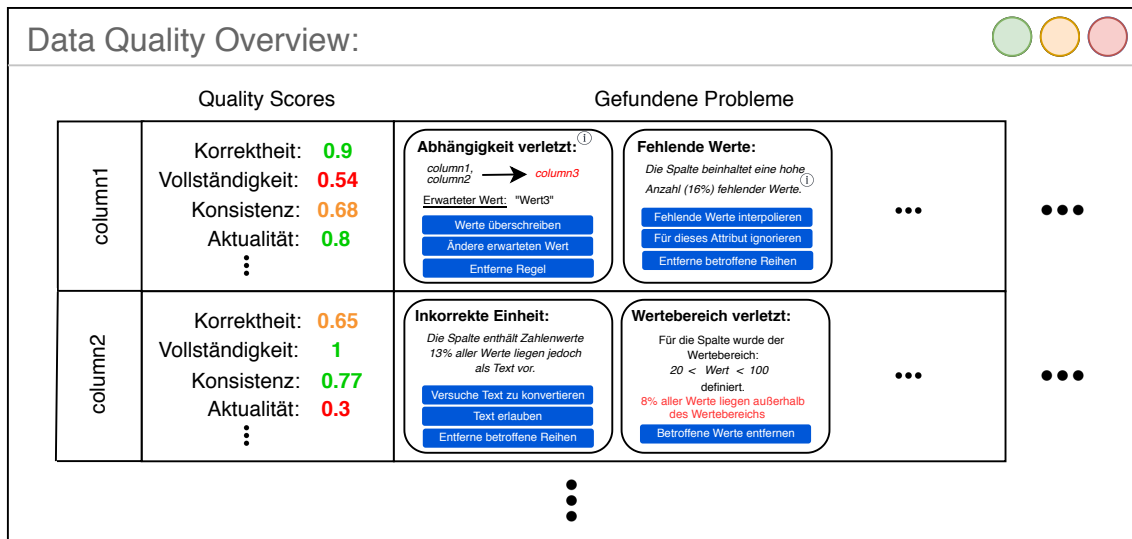 Data Quality Overview:
Quality Scores
Gefundene Probleme
column1
Korrektheit: 0.9
Vollständigkeit: 0.54
Konsistenz: 0.68
Aktualität: 0.8
Abhängigkeit verletzt: i
column1,
column2
column3
Erwarteter Wert: "Wert3"
Werte überschreiben
Ändere erwarteten Wert
Entferne Regel
Fehlende Werte:
Die Spalte beinhaltet eine hohe
Anzahl (16%) fehlender Werte. i
Fehlende Werte interpolieren
Für dieses Attribut ignorieren
Entferne betroffene Reihen
...
...
column2
Korrektheit: 0.65
Vollständigkeit: 1
Konsistenz: 0.77
Aktualität: 0.3
Inkorrekte Einheit:
Die Spalte enthält Zahlenwerte
13% aller Werte liegen jedoch
als Text vor.
Versuche Text zu konvertieren
Text erlauben
Entferne betroffene Reihen
Wertebereich verletzt:
Für die Spalte wurde der
Wertebereich:
20 < Wert < 100
definiert.
8% aller Werte liegen außerhalb
des Wertebereichs
Betroffene Werte entfernen
...
...